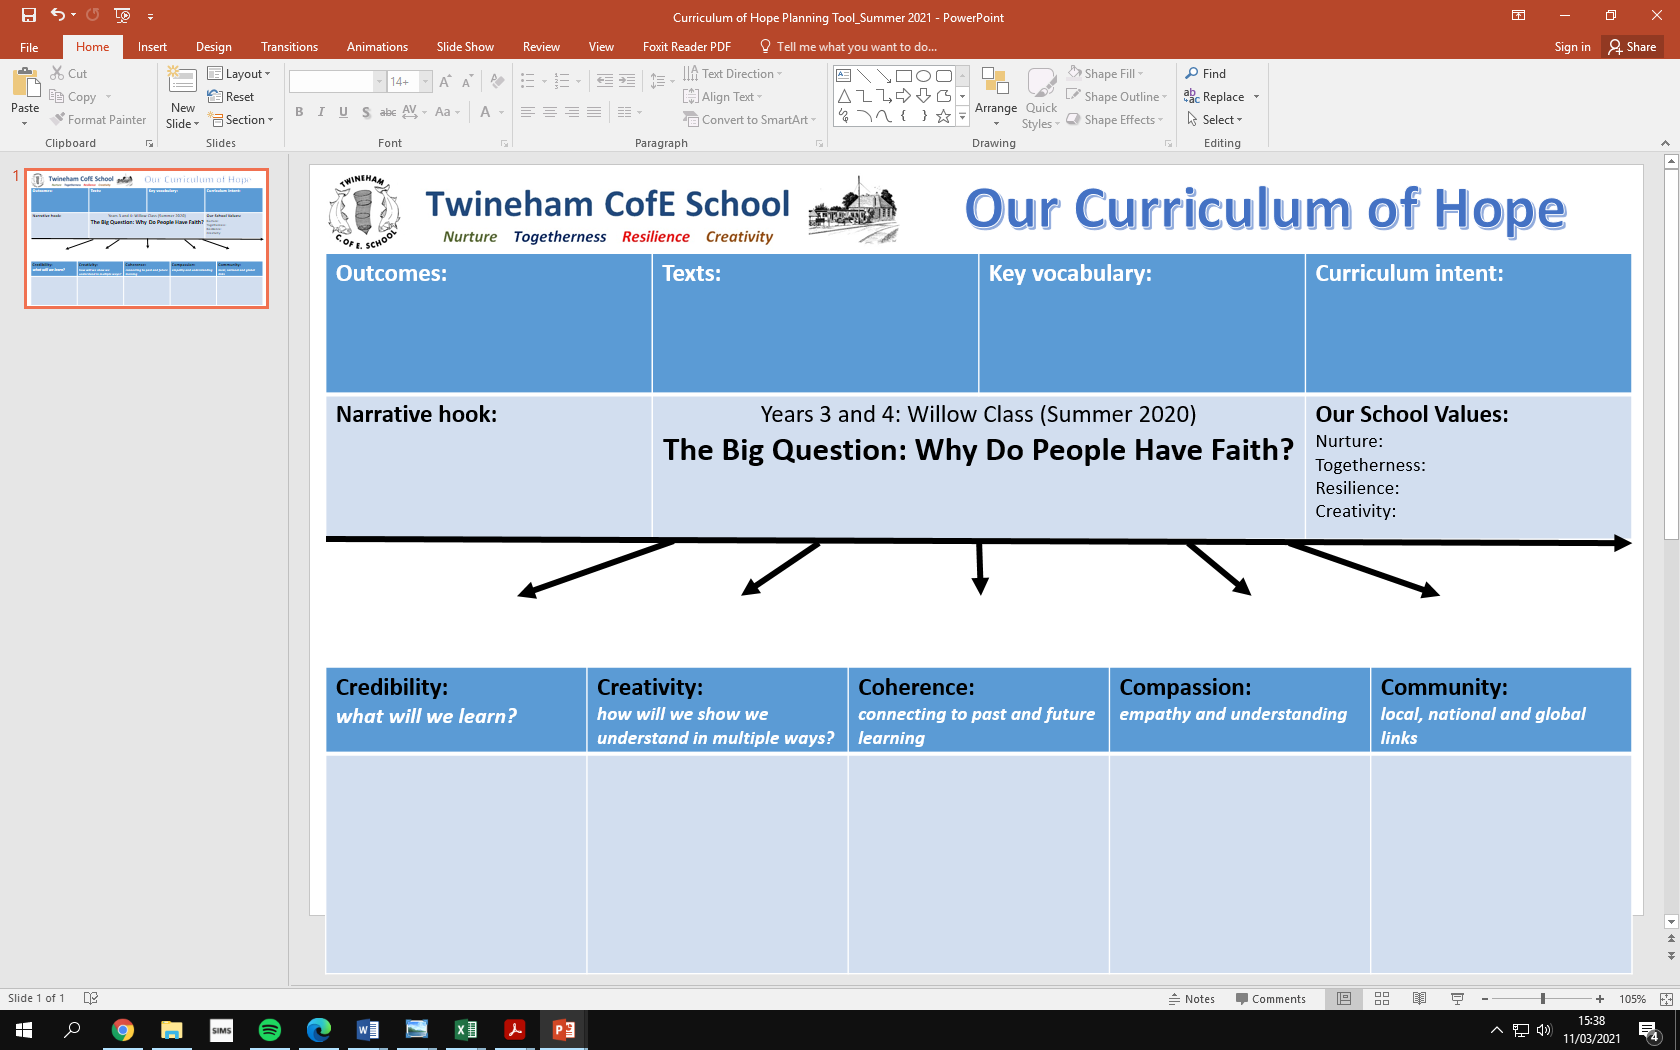 Curriculum of Hope Planning Tool_Summer 2021 - PowerPoint
File Home Insert Design Transitions Animations Slide Show Review View Foxit Reader PDF Tell me what you want to do... Sign in Share
Paste
Cut
Copy
Format Painter
Clipboard
New Slide
Layout
Reset
Section
Slides
14+
Font
Text Direction
Align Text
Convert to SmartArt
Paragraph
Arrange
Quick Styles
Shape Fill
Shape Outline
Shape Effects
Drawing
Find
Replace
Select
Editing
1
TWINEHAM
C. OF E. SCHOOL
Twineham CofE School
Nurture Togetherness Resilience Creativity
Our Curriculum of Hope
Outcomes:
Texts:
Key vocabulary:
Curriculum intent:
Narrative hook:
Years 3 and 4: Willow Class (Summer 2020)
The Big Question: Why Do People Have Faith?
Our School Values:
Nurture:
Togetherness:
Resilience:
Creativity:
Credibility:
what will we learn?
Creativity:
how will we show we
understand in multiple ways?
Coherence:
connecting to past and future
learning
Compassion:
empathy and understanding
Community:
local, national and global
links
Slide 1 of 1
Notes Comments 105%
SIMS
15:38
11/03/2021
4